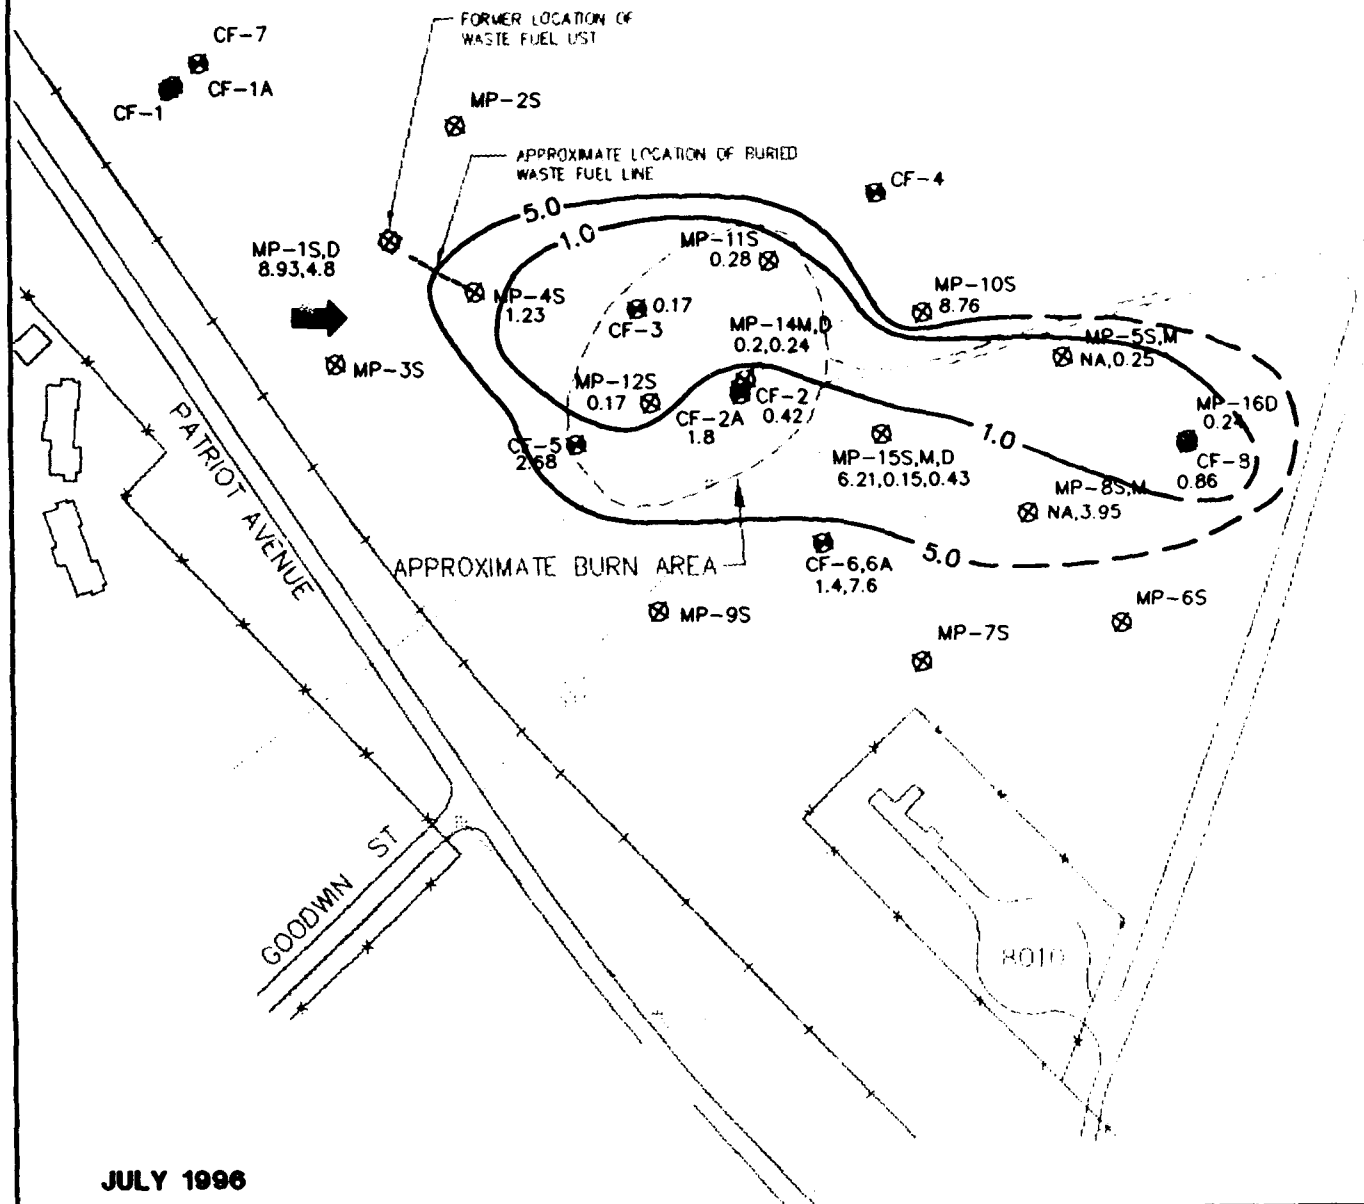 FORMER LOCATION OF
WASTE FUEL UST
CF-7
CF-1A
CF-1
MP-2S
APPROXIMATE LOCATION OF BURIED
WASTE FUEL LINE
CF-4
5.0
1.0
MP-1S,D
8.93,4.8
MP-11S
0.28
MP-4S
1.23
0.17
CF-3
MP-10S
8.76
MP-14M,D
0.2,0.24
MP-5S,M
NA,0.25
MP-3S
MP-12S
0.17
CF-2
0.42
CF-2A
1.8
MP-16D
0.24
CF-5
2.68
1.0
MP-15S,M,D
6.21,0.15,0.43
CF-8
0.86
MP-8S,M
NA,3.95
PATRIOT AVENUE
5.0
APPROXIMATE BURN AREA
CF-6,6A
1.4,7.6
MP-9S
MP-6S
MP-7S
GOODWIN ST
8010
JULY 1996